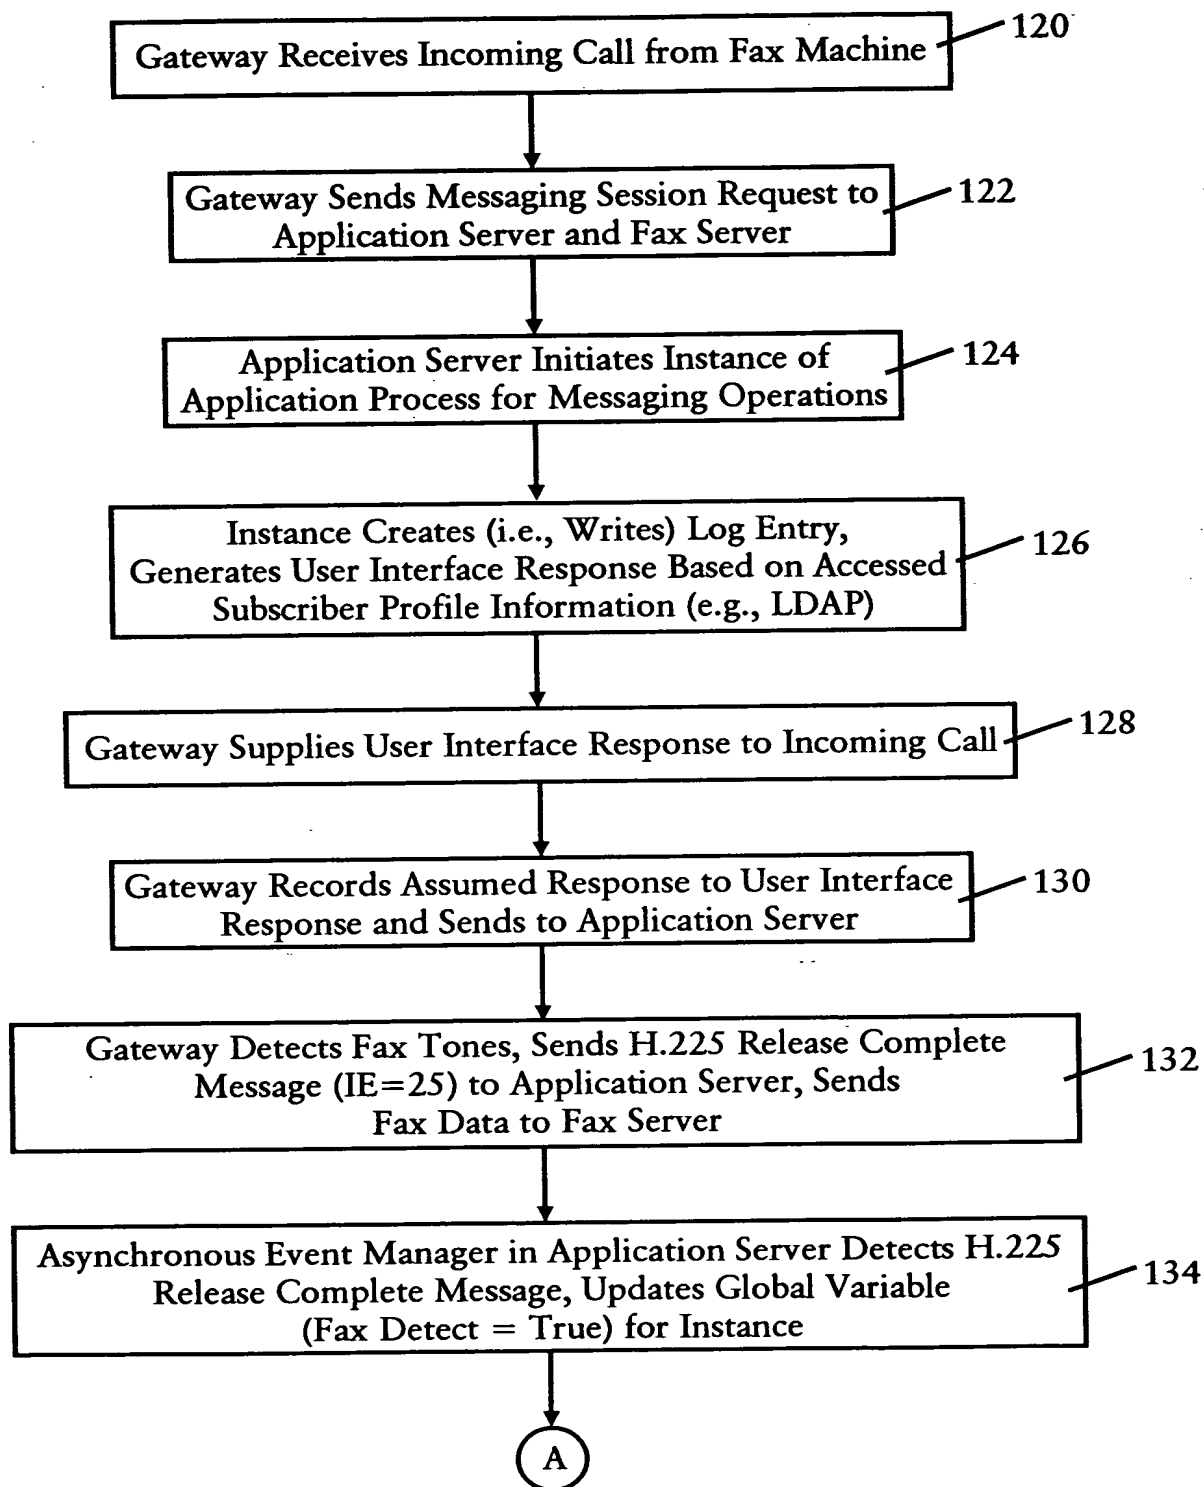 Gateway Receives Incoming Call from Fax Machine
120
Gateway Sends Messaging Session Request to
Application Server and Fax Server
122
Application Server Initiates Instance of
Application Process for Messaging Operations
124
Instance Creates (i.e., Writes) Log Entry,
Generates User Interface Response Based on Accessed
Subscriber Profile Information (e.g., LDAP)
126
Gateway Supplies User Interface Response to Incoming Call
128
Gateway Records Assumed Response to User Interface
Response and Sends to Application Server
130
Gateway Detects Fax Tones, Sends H.225 Release Complete
Message (IE=25) to Application Server, Sends
Fax Data to Fax Server
132
Asynchronous Event Manager in Application Server Detects H.225
Release Complete Message, Updates Global Variable
(Fax Detect = True) for Instance
134
A